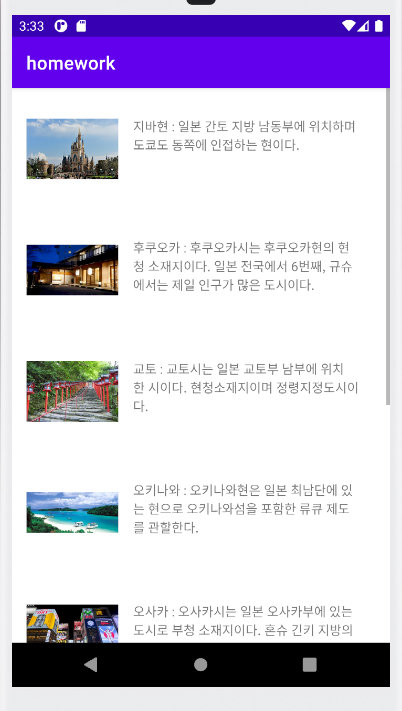 3:33
homework
지바현 : 일본 간토 지방 남동부에 위치하며
도쿄도 동쪽에 인접하는 현이다.
후쿠오카 : 후쿠오카시는 후쿠오카현의 현
청 소재지이다. 일본 전국에서 6번째, 규슈
에서는 제일 인구가 많은 도시이다.
교토 : 교토시는 일본 교토부 남부에 위치
한 시이다. 현청소재지이며 정령지정도시이
다.
오키나와 : 오키나와현은 일본 최남단에 있
는 현으로 오키나와섬을 포함한 류큐 제도
를 관할한다.
오사카 : 오사카시는 일본 오사카부에 있는
도시로 부청 소재지이다. 혼슈 긴키 지방의